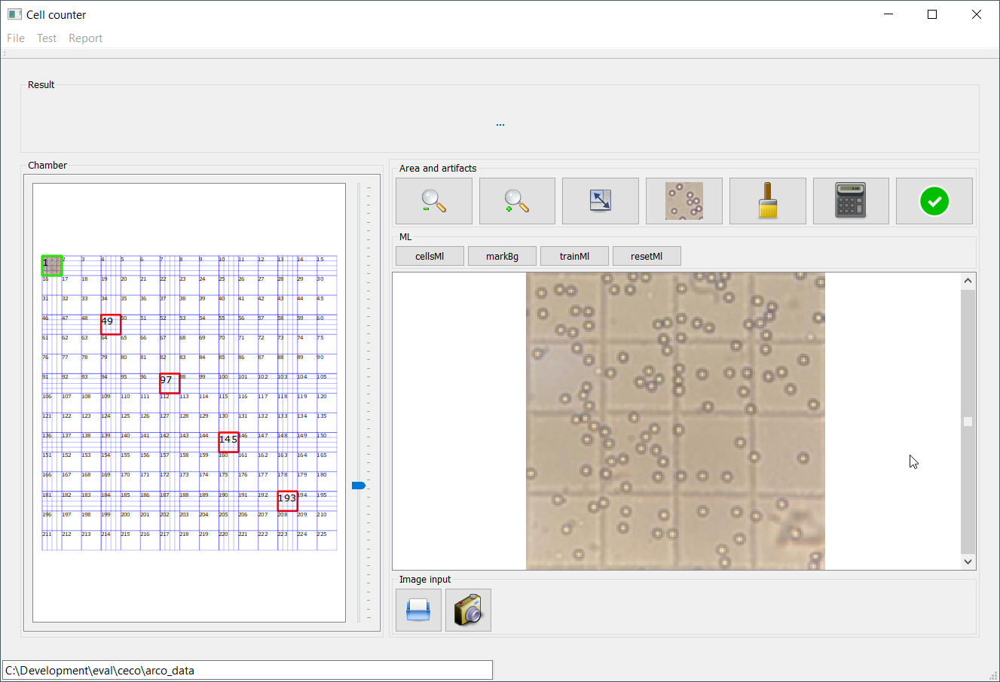 Cell counter
File Test Report
Result
...
Chamber
Area and artifacts
ML
cellsMl markBg trainMl resetMl
1 2 3 4 5 6 7 8 9 10 11 12 13 14 15
16 17 18 19 20 21 22 23 24 25 26 27 28 29 30
31 32 33 34 35 36 37 38 39 40 41 42 43 44 45
46 47 48 49 50 51 52 53 54 55 56 57 58 59 60
61 62 63 64 65 66 67 68 69 70 71 72 73 74 75
76 77 78 79 80 81 82 83 84 85 86 87 88 89 90
91 92 93 94 95 96 97 98 99 100 101 102 103 104 105
106 107 108 109 110 111 112 113 114 115 116 117 118 119 120
121 122 123 124 125 126 127 128 129 130 131 132 133 134 135
136 137 138 139 140 141 142 143 144 145 146 147 148 149 150
151 152 153 154 155 156 157 158 159 160 161 162 163 164 165
166 167 168 169 170 171 172 173 174 175 176 177 178 179 180
181 182 183 184 185 186 187 188 189 190 191 192 193 194 195
196 197 198 199 200 201 202 203 204 205 206 207 208 209 210
211 212 213 214 215 216 217 218 219 220 221 222 223 224 225
Image input
C:\Development\eval\ceco\arco_data